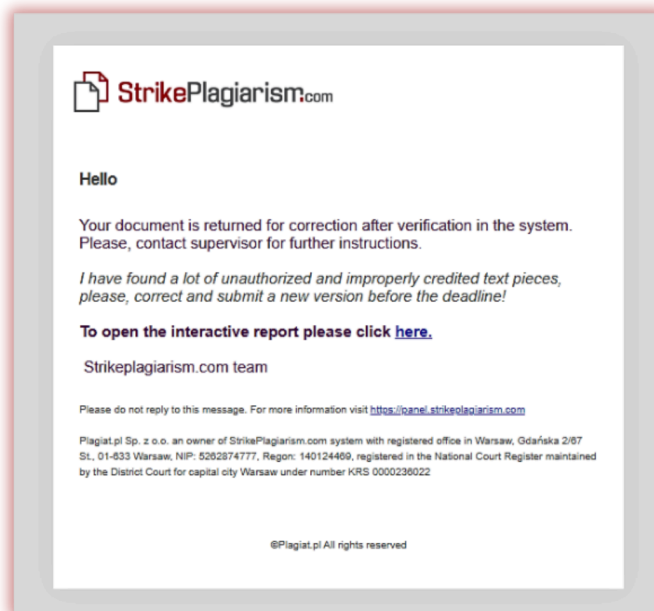 StrikePlagiarism.com
Hello
Your document is returned for correction after verification in the system.
Please, contact supervisor for further instructions.
I have found a lot of unauthorized and improperly credited text pieces,
please, correct and submit a new version before the deadline!
To open the interactive report please click here.
Strikeplagiarism.com team
Please do not reply to this message. For more information visit https://panel.strikeplagiarism.com
Plagiat.pl Sp. z o.o. an owner of StrikePlagiarism.com system with registered office in Warsaw, Gdańska 2/67
St., 01-633 Warsaw, NIP: 5262874777, Regon: 140124469, registered in the National Court Register maintained
by the District Court for capital city Warsaw under number KRS 0000236022
©Plagiat.pl All rights reserved